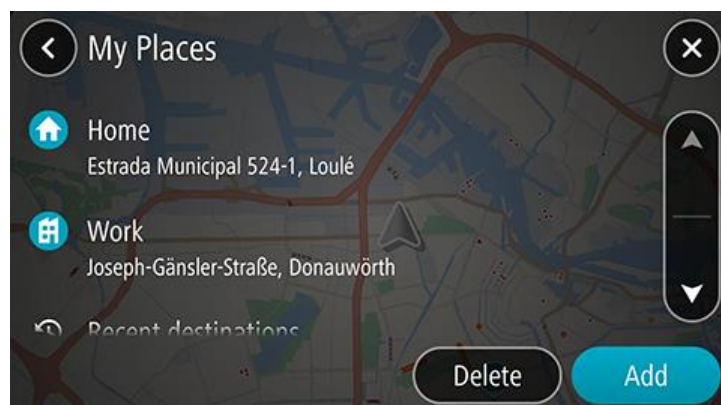 My Places
Home
Estrada Municipal 524-1, Loulé
Work
Joseph-Gänsler-Straße, Donauwörth
Recent destinations
Delete
Add